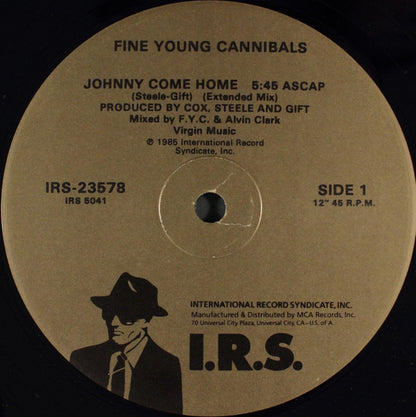 FINE YOUNG CANNIBALS
JOHNNY COME HOME 5:45 ASCAP
(Steele-Gift) (Extended Mix)
PRODUCED BY COX, STEELE AND GIFT
Mixed by F.Y.C. & Alvin Clark
Virgin Music
℗ 1985 International Record
Syndicate, Inc.
IRS-23578
IRS 5041
SIDE 1
12" 45 R.P.M.
INTERNATIONAL RECORD SYNDICATE, INC.
Manufactured & Distributed by MCA Records, Inc.
70 Universal City Plaza, Universal City, CA–U.S. of A.
I.R.S.